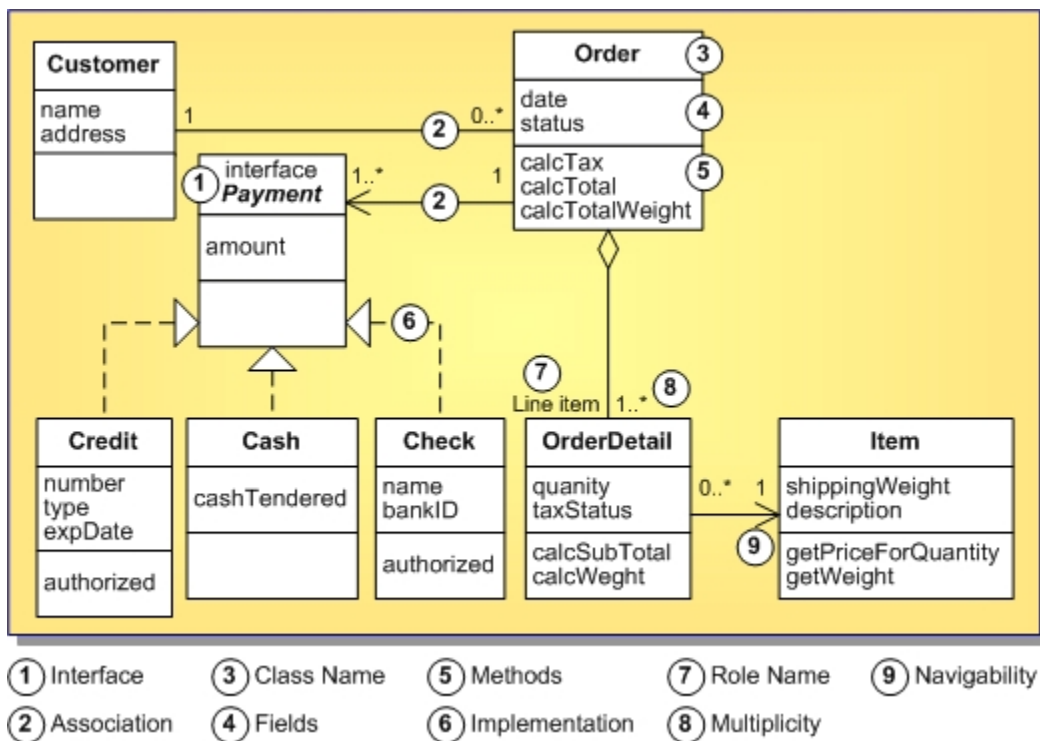 Customer
name
address
1
2
0..*
Order
3
date
status
4
calcTax
calcTotal
calcTotalWeight
5
1
interface
Payment
1..*
2
1
amount
6
7
Line item
1..*
8
Credit
number
type
expDate
authorized
Cash
cashTendered
Check
name
bankID
authorized
OrderDetail
quanity
taxStatus
calcSubTotal
calcWeght
0..*
1
9
Item
shippingWeight
description
getPriceForQuantity
getWeight
1 Interface
3 Class Name
5 Methods
7 Role Name
9 Navigability
2 Association
4 Fields
6 Implementation
8 Multiplicity